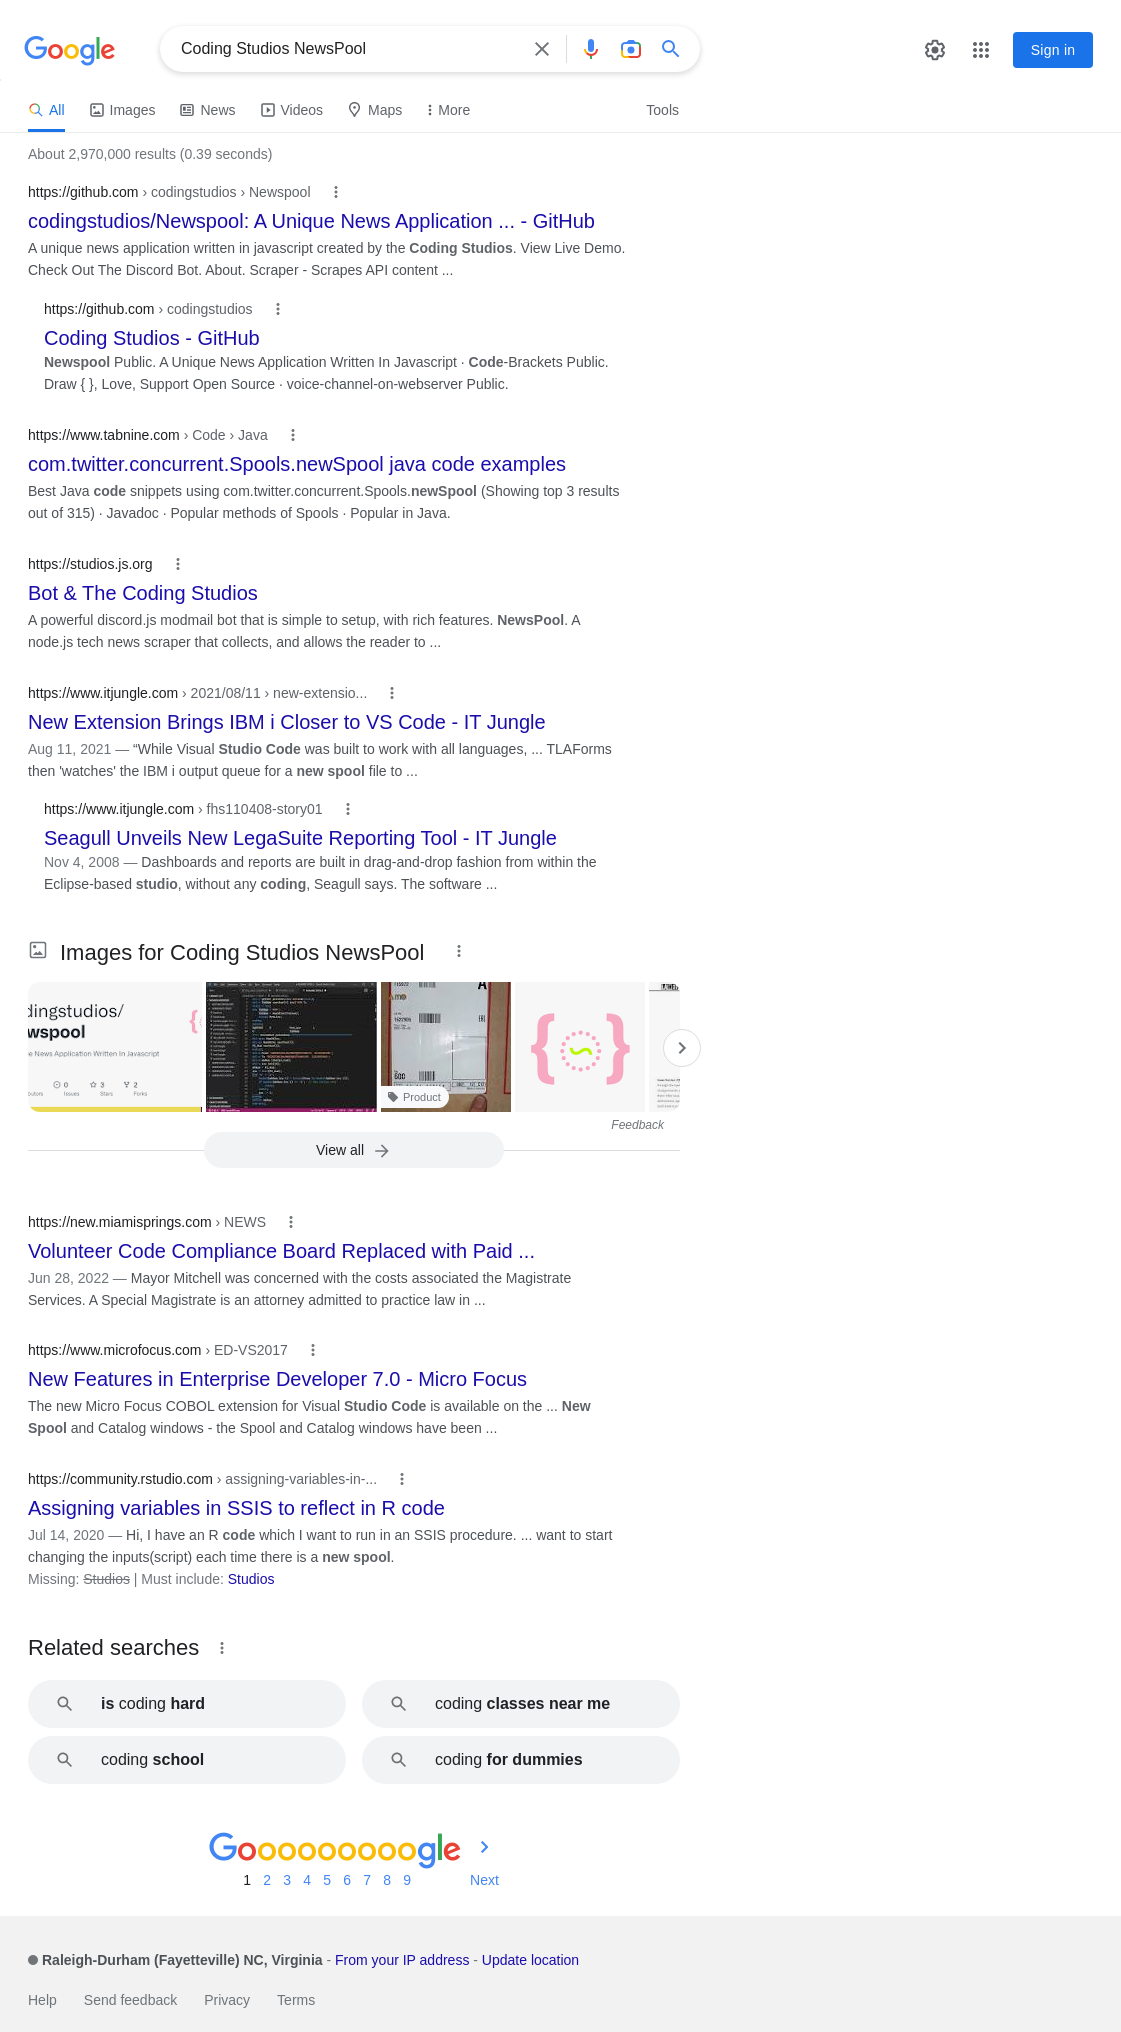 Google
Coding Studios NewsPool
Sign in
All
Images
News
Videos
Maps
More
Tools
About 2,970,000 results (0.39 seconds)
https://github.com › codingstudios › Newspool
codingstudios/Newspool: A Unique News Application ... - GitHub
A unique news application written in javascript created by the Coding Studios. View Live Demo.
Check Out The Discord Bot. About. Scraper - Scrapes API content ...
https://github.com › codingstudios
Coding Studios - GitHub
Newspool Public. A Unique News Application Written In Javascript · Code-Brackets Public.
Draw { }, Love, Support Open Source · voice-channel-on-webserver Public.
https://www.tabnine.com › Code › Java
com.twitter.concurrent.Spools.newSpool java code examples
Best Java code snippets using com.twitter.concurrent.Spools.newSpool (Showing top 3 results
out of 315) · Javadoc · Popular methods of Spools · Popular in Java.
https://studios.js.org
Bot & The Coding Studios
A powerful discord.js modmail bot that is simple to setup, with rich features. NewsPool. A
node.js tech news scraper that collects, and allows the reader to ...
https://www.itjungle.com › 2021/08/11 › new-extensio...
New Extension Brings IBM i Closer to VS Code - IT Jungle
Aug 11, 2021 — “While Visual Studio Code was built to work with all languages, ... TLAForms
then 'watches' the IBM i output queue for a new spool file to ...
https://www.itjungle.com › fhs110408-story01
Seagull Unveils New LegaSuite Reporting Tool - IT Jungle
Nov 4, 2008 — Dashboards and reports are built in drag-and-drop fashion from within the
Eclipse-based studio, without any coding, Seagull says. The software ...
Images for Coding Studios NewsPool
dingstudios/
wspool
e News Application Written In Javascript
0 3 2
butors Issues Stars Forks
Product
Feedback
View all
https://new.miamisprings.com › NEWS
Volunteer Code Compliance Board Replaced with Paid ...
Jun 28, 2022 — Mayor Mitchell was concerned with the costs associated the Magistrate
Services. A Special Magistrate is an attorney admitted to practice law in ...
https://www.microfocus.com › ED-VS2017
New Features in Enterprise Developer 7.0 - Micro Focus
The new Micro Focus COBOL extension for Visual Studio Code is available on the ... New
Spool and Catalog windows - the Spool and Catalog windows have been ...
https://community.rstudio.com › assigning-variables-in-...
Assigning variables in SSIS to reflect in R code
Jul 14, 2020 — Hi, I have an R code which I want to run in an SSIS procedure. ... want to start
changing the inputs(script) each time there is a new spool.
Missing: Studios | Must include: Studios
Related searches
is coding hard
coding classes near me
coding school
coding for dummies
Gooooooooogle
1 2 3 4 5 6 7 8 9 Next
Raleigh-Durham (Fayetteville) NC, Virginia - From your IP address - Update location
Help
Send feedback
Privacy
Terms